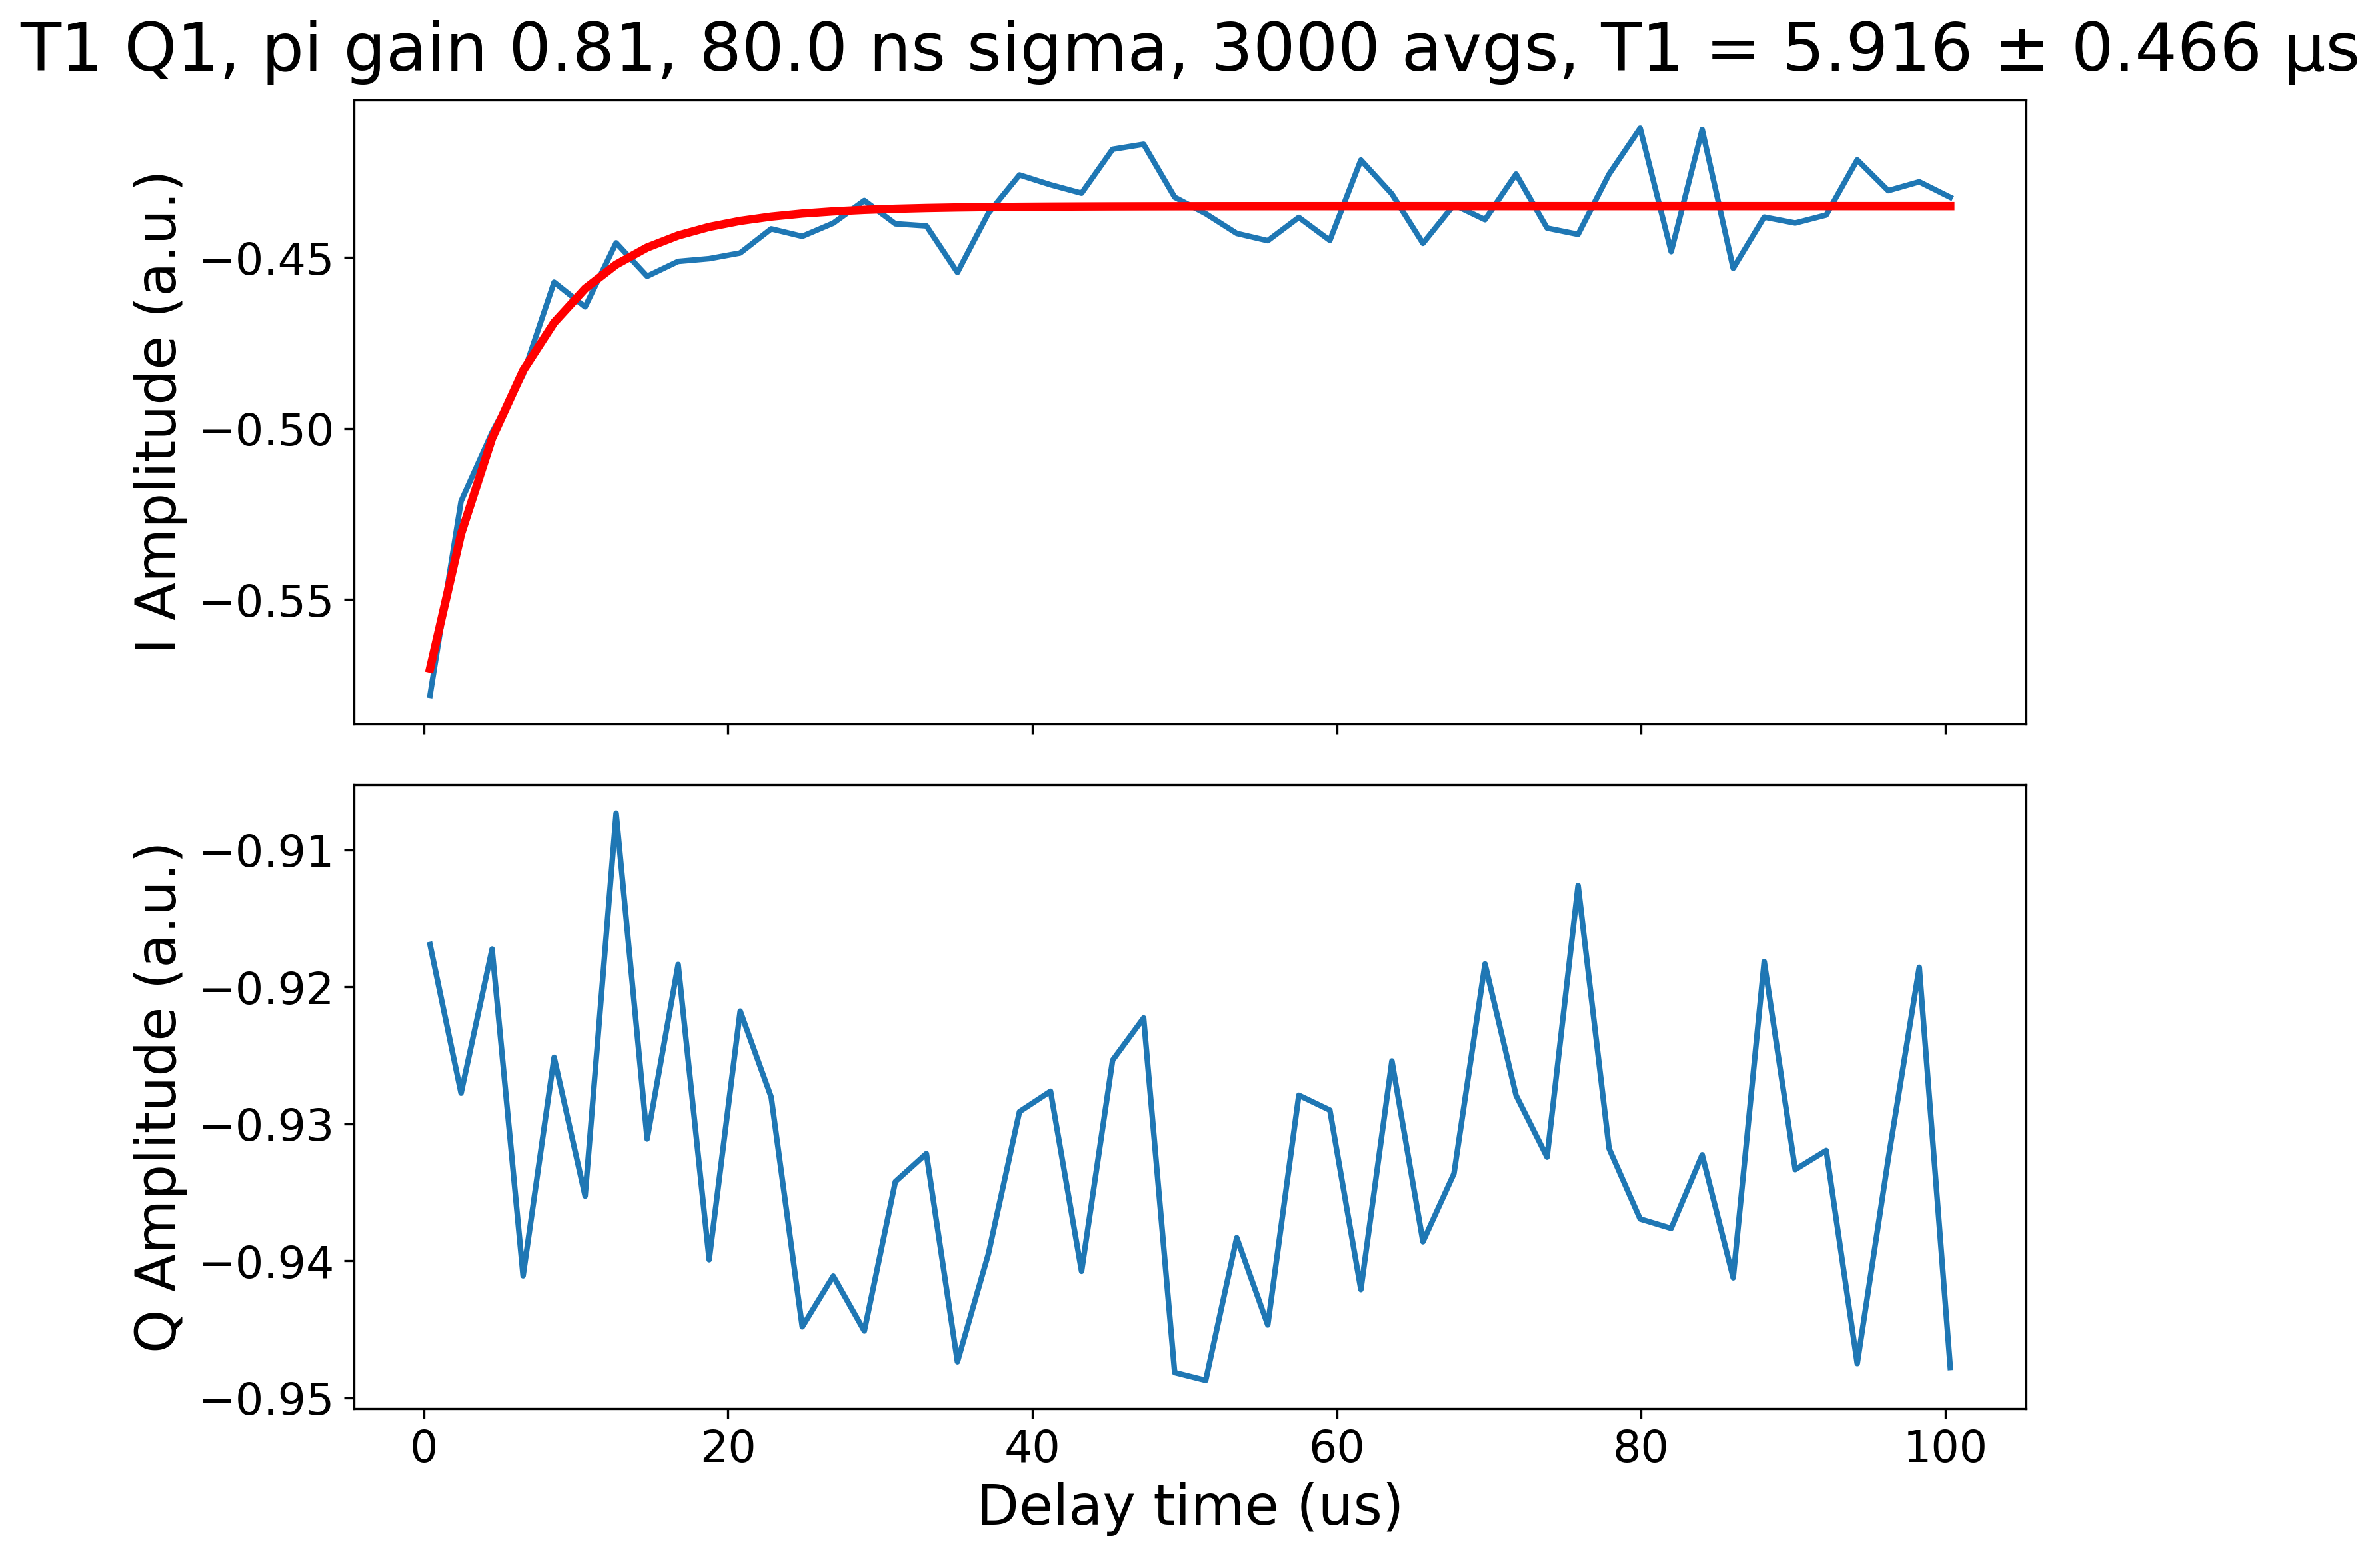 T1 Q1, pi gain 0.81, 80.0 ns sigma, 3000 avgs, T1 = 5.916 ± 0.466 µs
I Amplitude (a.u.)
−0.45
−0.50
−0.55
Q Amplitude (a.u.)
−0.91
−0.92
−0.93
−0.94
−0.95
0 20 40 60 80 100
Delay time (us)